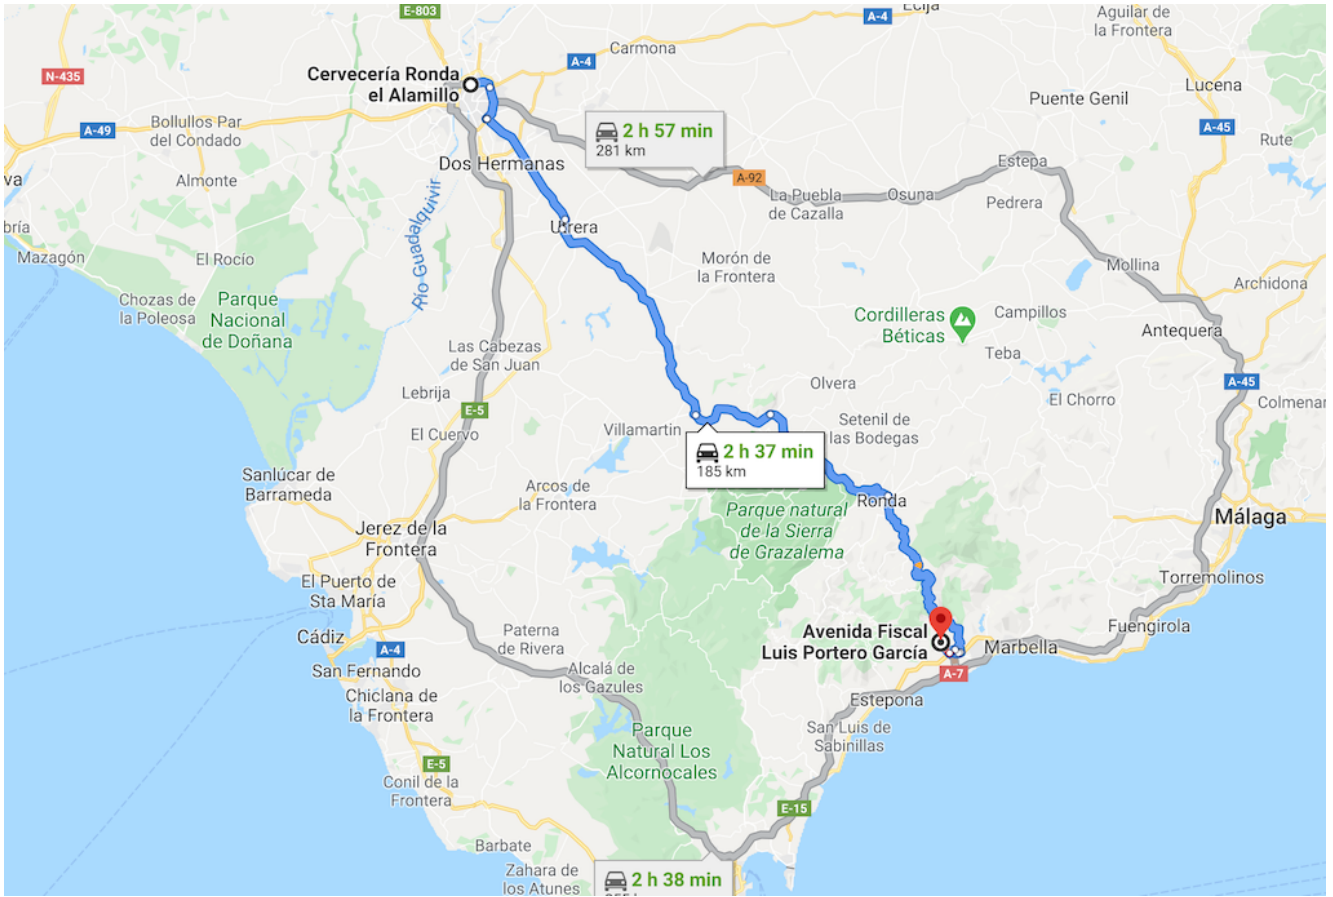 E-803
A-4
Écija
Aguilar de
la Frontera
Carmona
A-4
N-435
Cervecería Ronda
el Alamillo
Lucena
Puente Genil
A-49
Bollullos Par
del Condado
2 h 57 min
281 km
A-45
Rute
Dos Hermanas
Estepa
va
Almonte
A-92
La Puebla
de Cazalla
Osuna
Pedrera
bría
Utrera
Río Guadalquivir
Mazagón
El Rocío
Morón de
la Frontera
Mollina
Archidona
Chozas de
la Poleosa
Parque
Nacional
de Doñana
Cordilleras
Béticas
Campillos
Antequera
Las Cabezas
de San Juan
Teba
Lebrija
Olvera
A-45
El Chorro
Colmenar
E-5
El Cuervo
Villamartin
Setenil de
las Bodegas
2 h 37 min
185 km
Sanlúcar de
Barrameda
Arcos de
la Frontera
Ronda
Parque natural
de la Sierra
de Grazalema
Málaga
Jerez de la
Frontera
El Puerto de
Sta María
Torremolinos
Cádiz
Paterna
de Rivera
Avenida Fiscal
Luis Portero García
Fuengirola
A-4
Marbella
San Fernando
Alcalá de
los Gazules
A-7
Chiclana de
la Frontera
Estepona
Parque
Natural Los
Alcornocales
San Luis de
Sabinillas
E-5
Conil de la
Frontera
E-15
Barbate
Zahara de
los Atunes
2 h 38 min